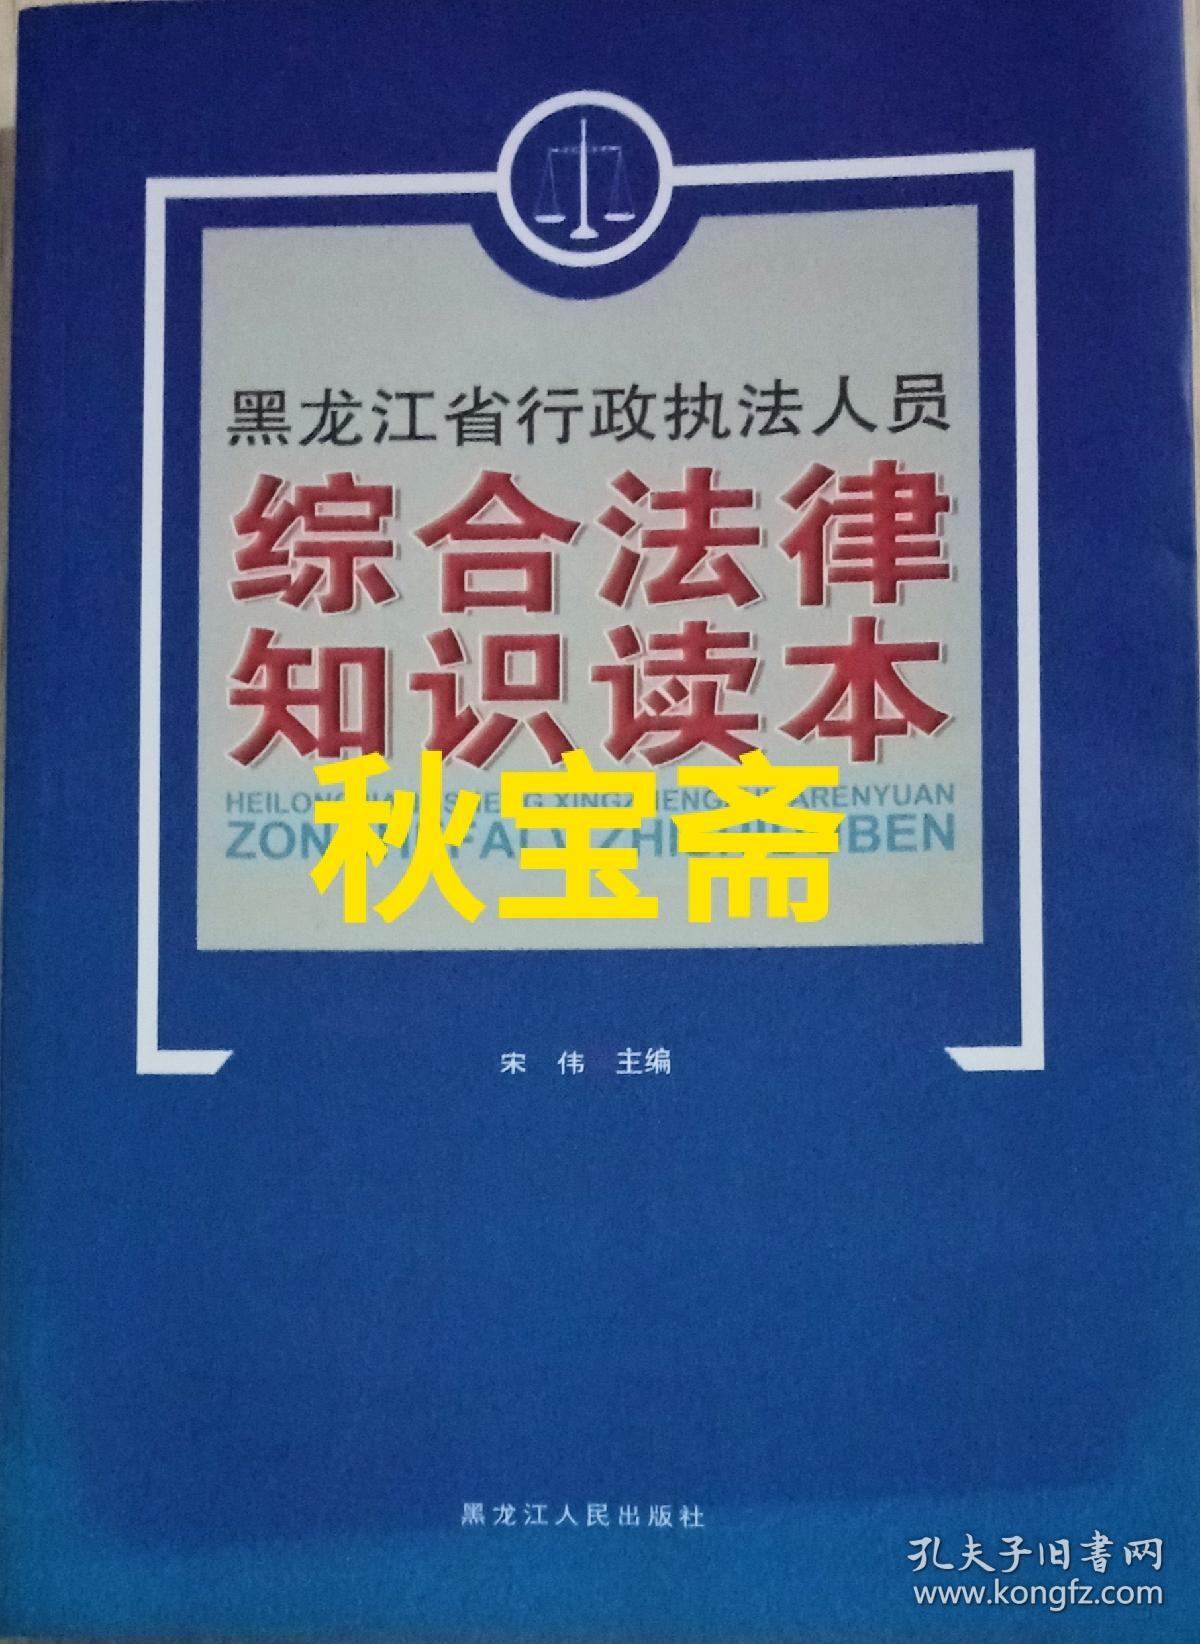 黑龙江省行政执法人员
综合法律
知识读本
秋宝斋
宋 伟 主编
黑龙江人民出版社
孔夫子旧書网
www.kongfz.com